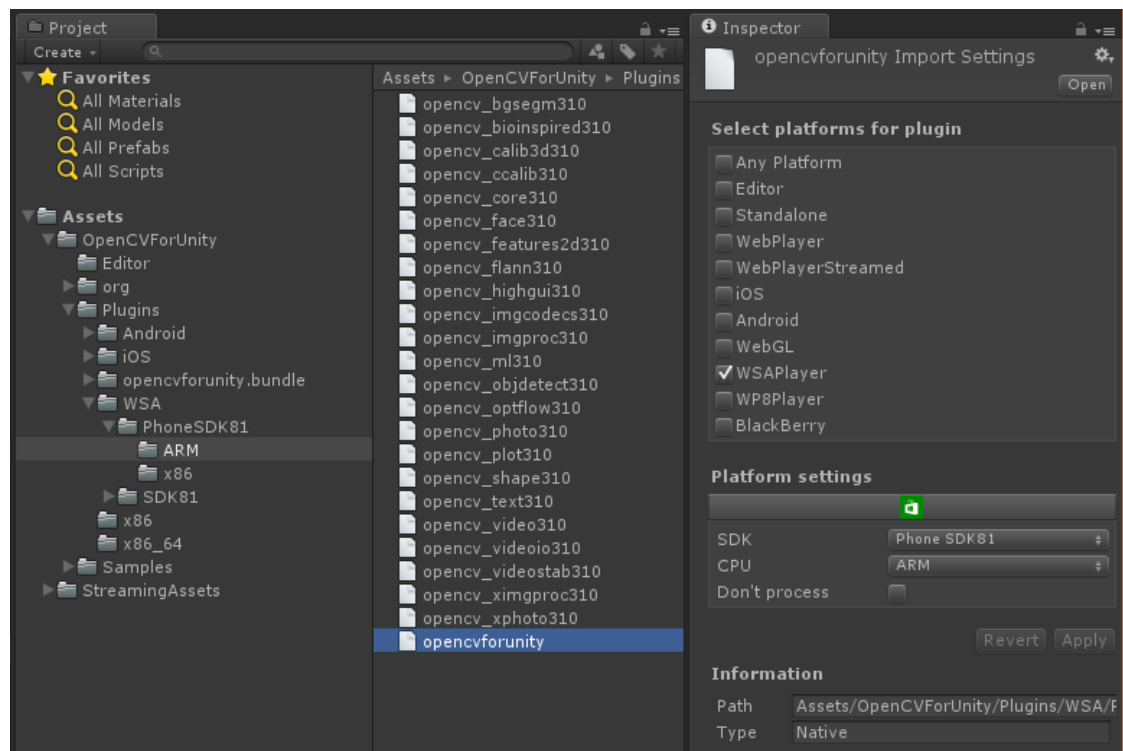 Project
Create
Favorites
All Materials
All Models
All Prefabs
All Scripts
Assets
OpenCVForUnity
Editor
org
Plugins
Android
iOS
opencvforunity.bundle
WSA
PhoneSDK81
ARM
x86
SDK81
x86
x86_64
Samples
StreamingAssets
Assets ▸ OpenCVForUnity ▸ Plugins
opencv_bgsegm310
opencv_bioinspired310
opencv_calib3d310
opencv_ccalib310
opencv_core310
opencv_face310
opencv_features2d310
opencv_flann310
opencv_highgui310
opencv_imgcodecs310
opencv_imgproc310
opencv_ml310
opencv_objdetect310
opencv_optflow310
opencv_photo310
opencv_plot310
opencv_shape310
opencv_text310
opencv_video310
opencv_videoio310
opencv_videostab310
opencv_ximgproc310
opencv_xphoto310
opencvforunity
Inspector
opencvforunity Import Settings
Open
Select platforms for plugin
Any Platform
Editor
Standalone
WebPlayer
WebPlayerStreamed
iOS
Android
WebGL
WSAPlayer
WP8Player
BlackBerry
Platform settings
SDK Phone SDK81
CPU ARM
Don't process
Revert Apply
Information
Path Assets/OpenCVForUnity/Plugins/WSA/
Type Native